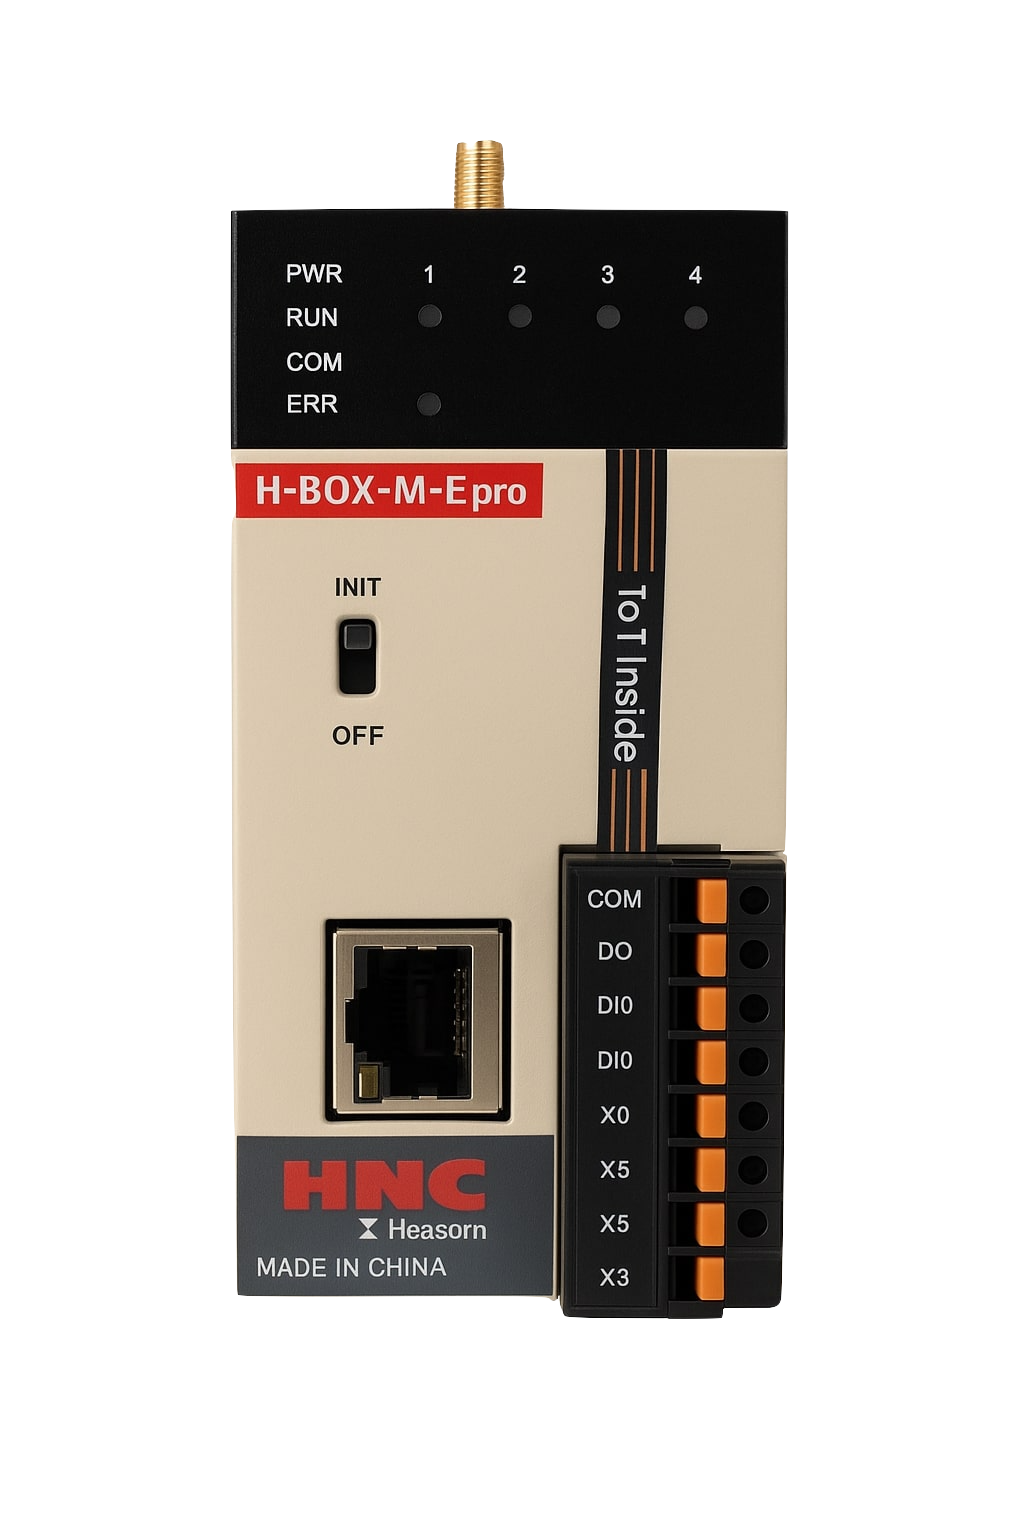 PWR 1 2 3 4
RUN
COM
ERR
H-BOX-M-Epro
INIT
OFF
ToT Inside
COM
DO
DI0
DI0
X0
X5
X5
X3
HNC
Heasorn
MADE IN CHINA